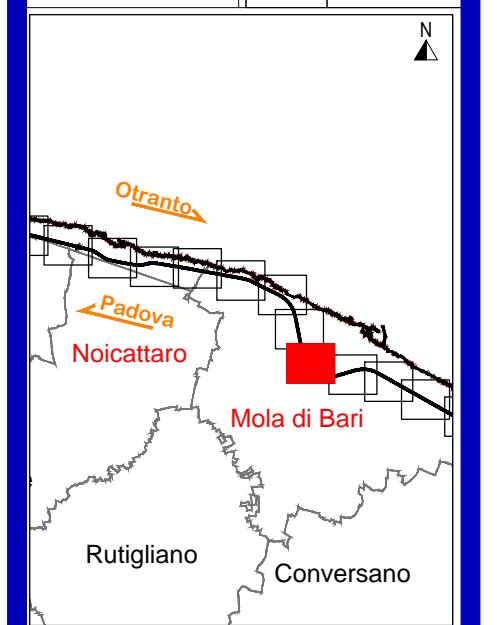 N
Otranto
Padova
Noicattaro
Mola di Bari
Rutigliano
Conversano